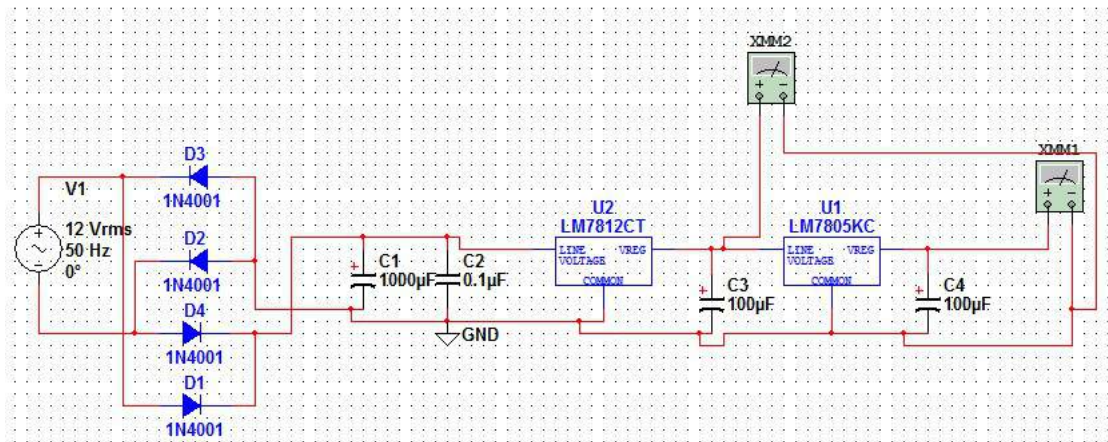 XMM2
XMM1
D3
1N4001
V1
12 Vrms
50 Hz
0°
D2
1N4001
D4
1N4001
D1
1N4001
C1
1000µF
C2
0.1µF
GND
U2
LM7812CT
LINE VREG
VOLTAGE
COMMON
U1
LM7805KC
LINE VREG
VOLTAGE
COMMON
C3
100µF
C4
100µF